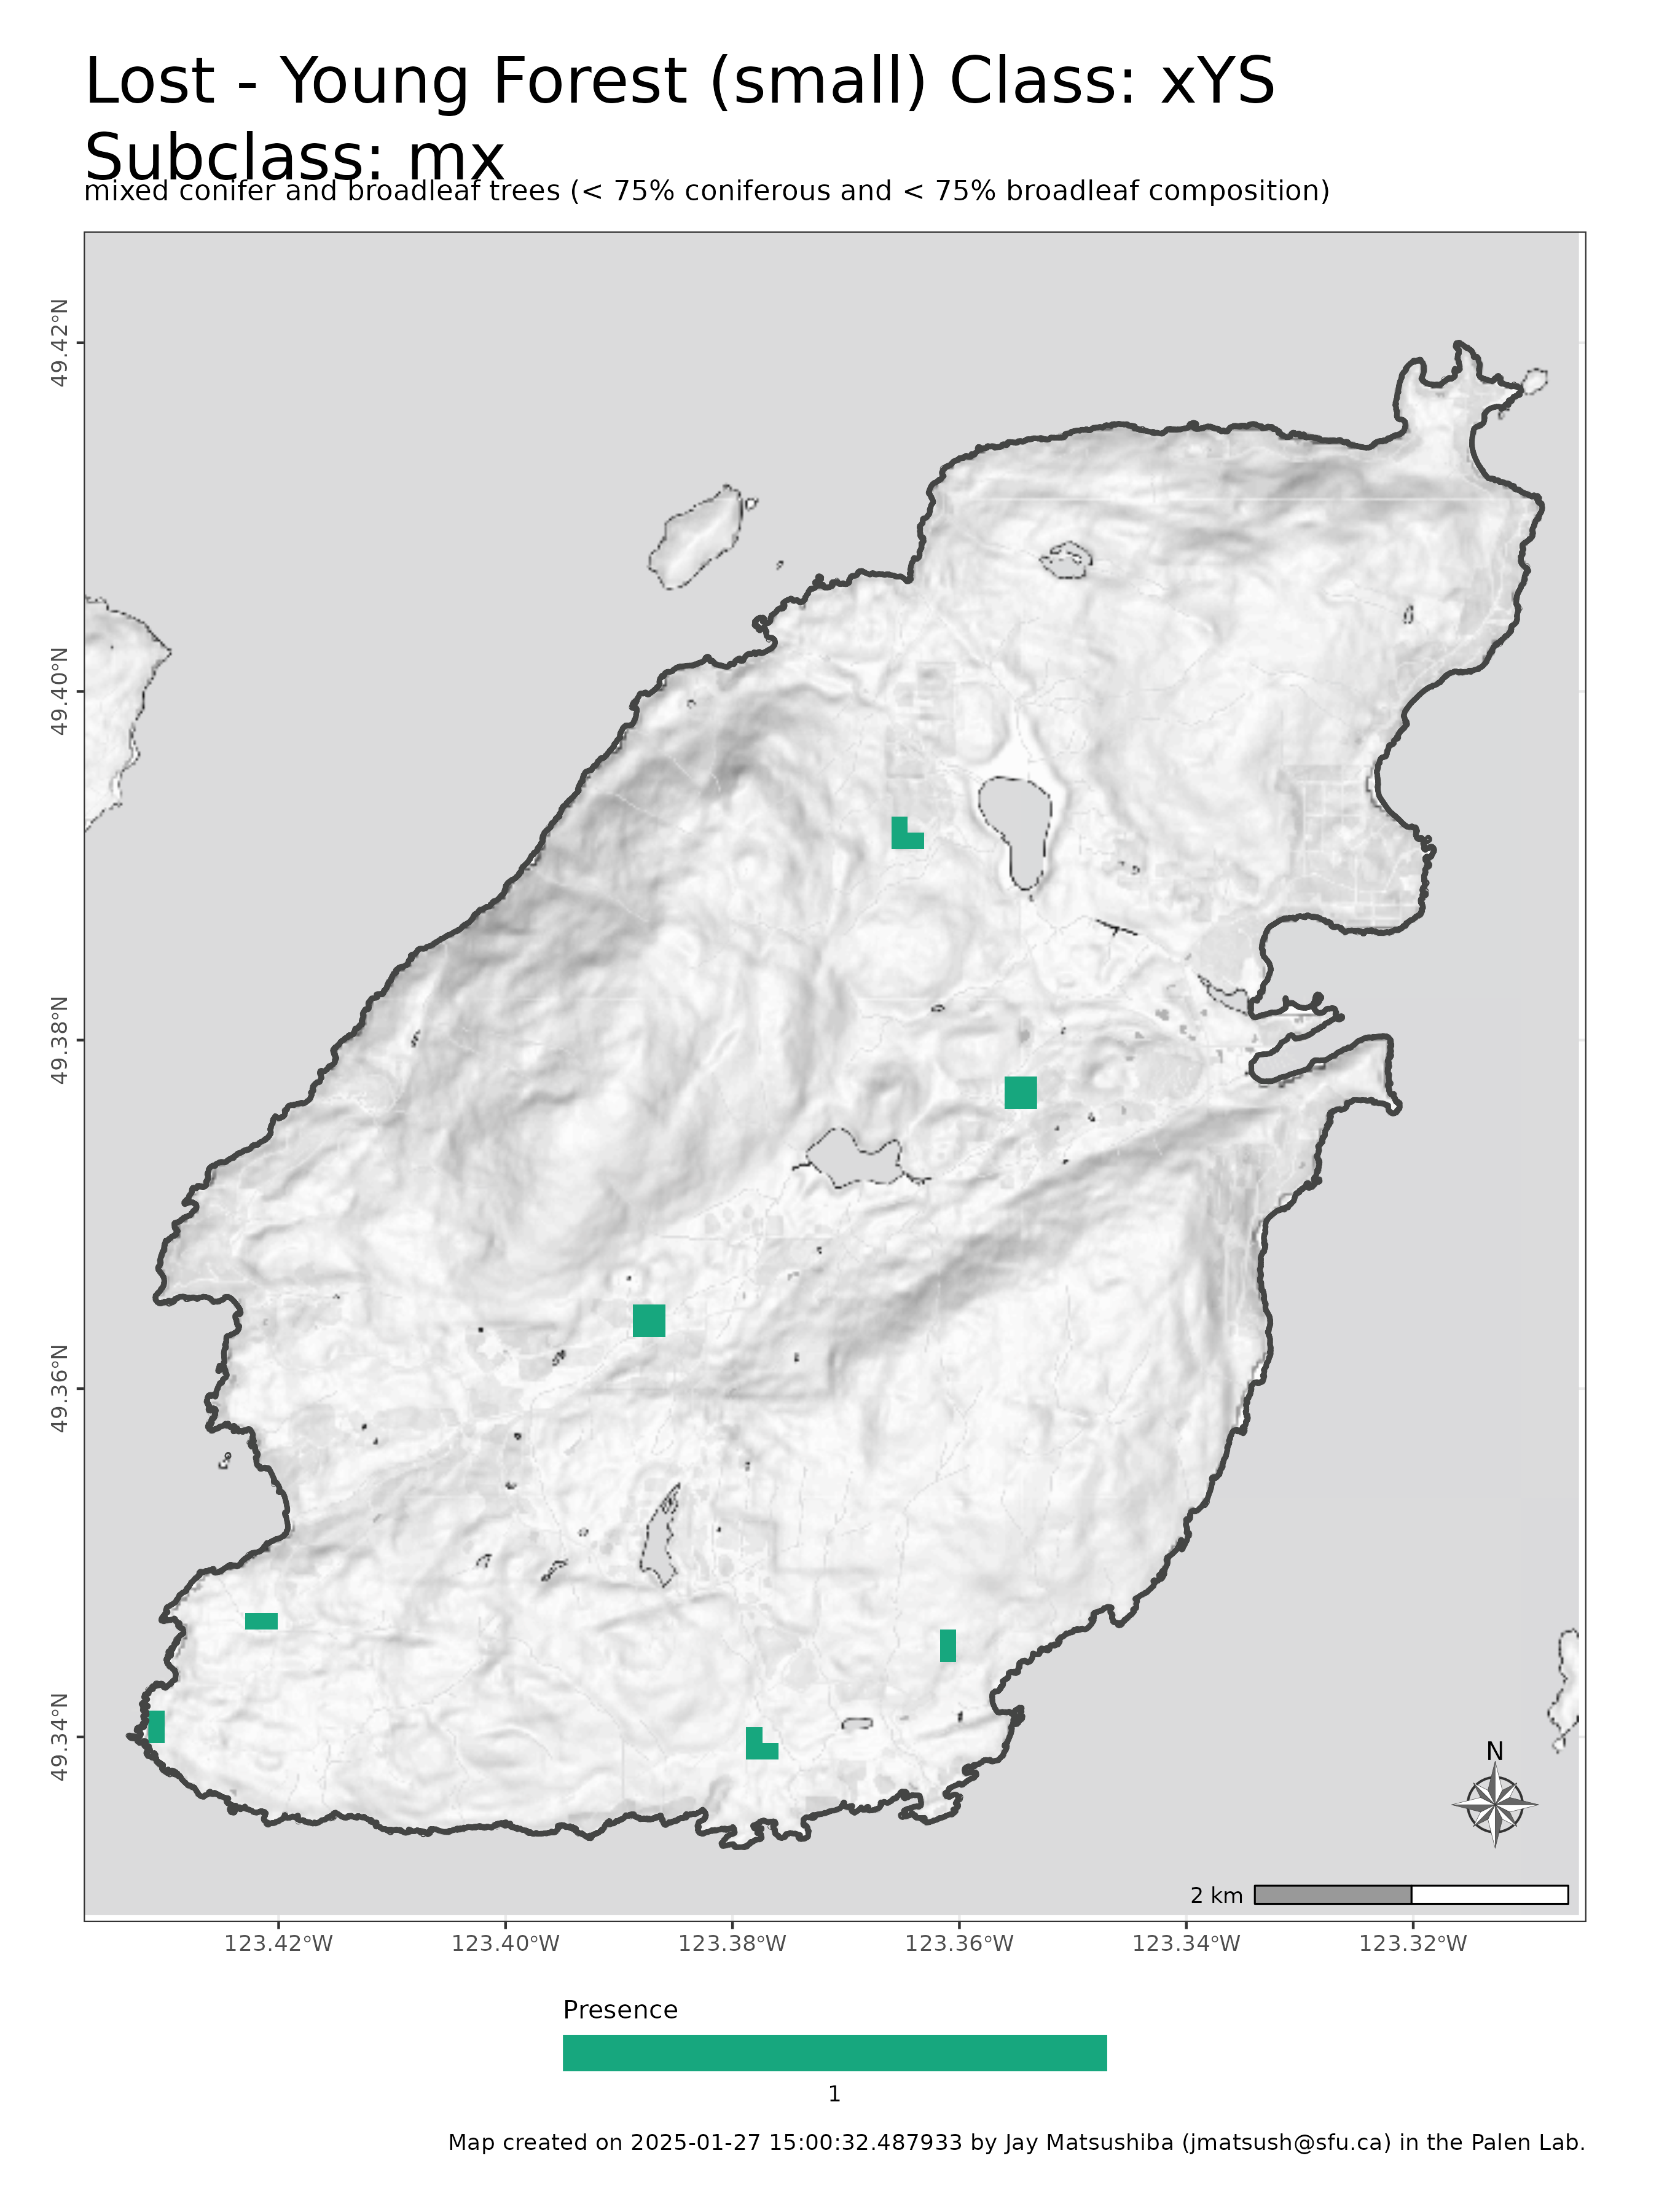 Lost - Young Forest (small) Class: xYS
Subclass: mx
mixed conifer and broadleaf trees (< 75% coniferous and < 75% broadleaf composition)
49.42°N
49.40°N
49.38°N
49.36°N
49.34°N
N
2 km
123.42°W 123.40°W 123.38°W 123.36°W 123.34°W 123.32°W
Presence
1
Map created on 2025-01-27 15:00:32.487933 by Jay Matsushiba (jmatsush@sfu.ca) in the Palen Lab.